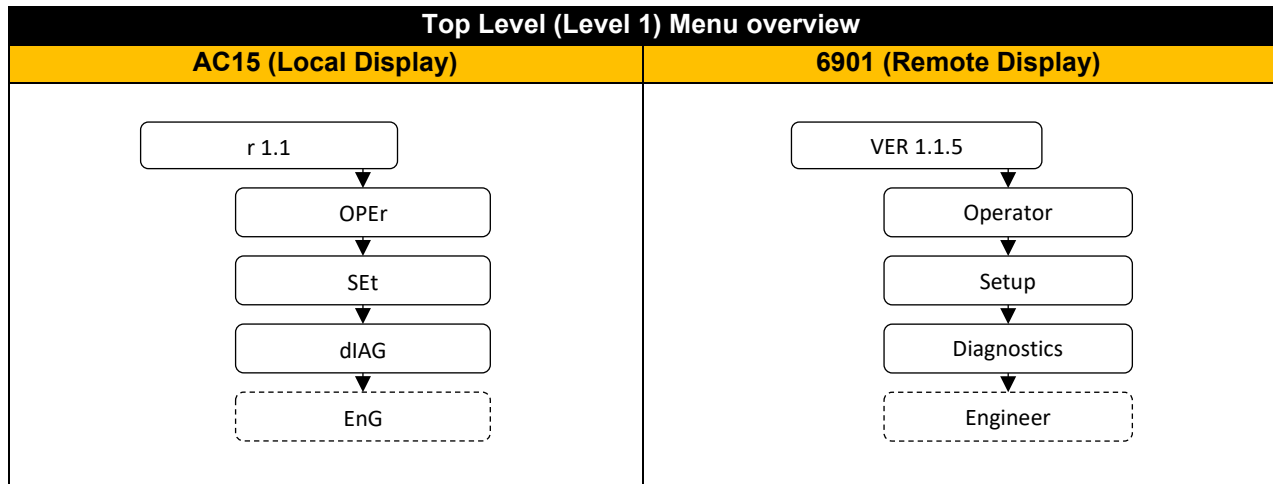 Top Level (Level 1) Menu overview
AC15 (Local Display)
6901 (Remote Display)
r 1.1
OPEr
SEt
dIAG
EnG
VER 1.1.5
Operator
Setup
Diagnostics
Engineer